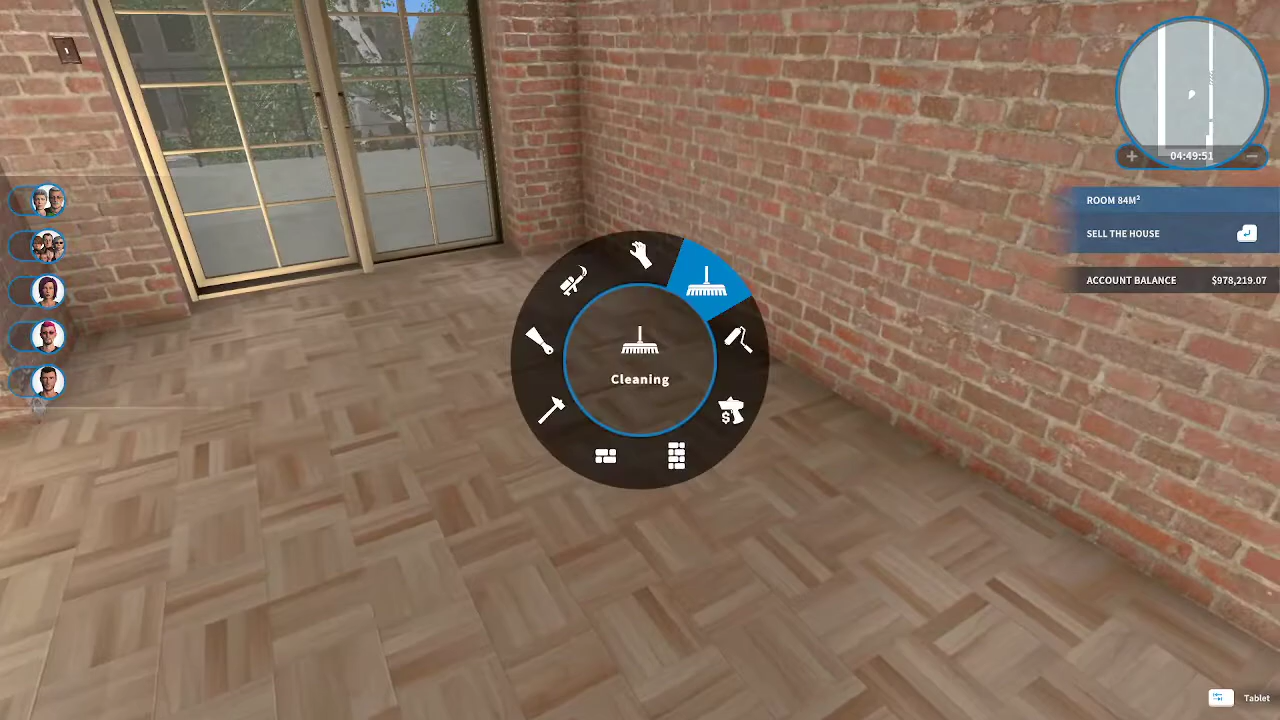 04:49:51
ROOM 84M²
SELL THE HOUSE
ACCOUNT BALANCE $978,219.07
Cleaning
$
Tablet